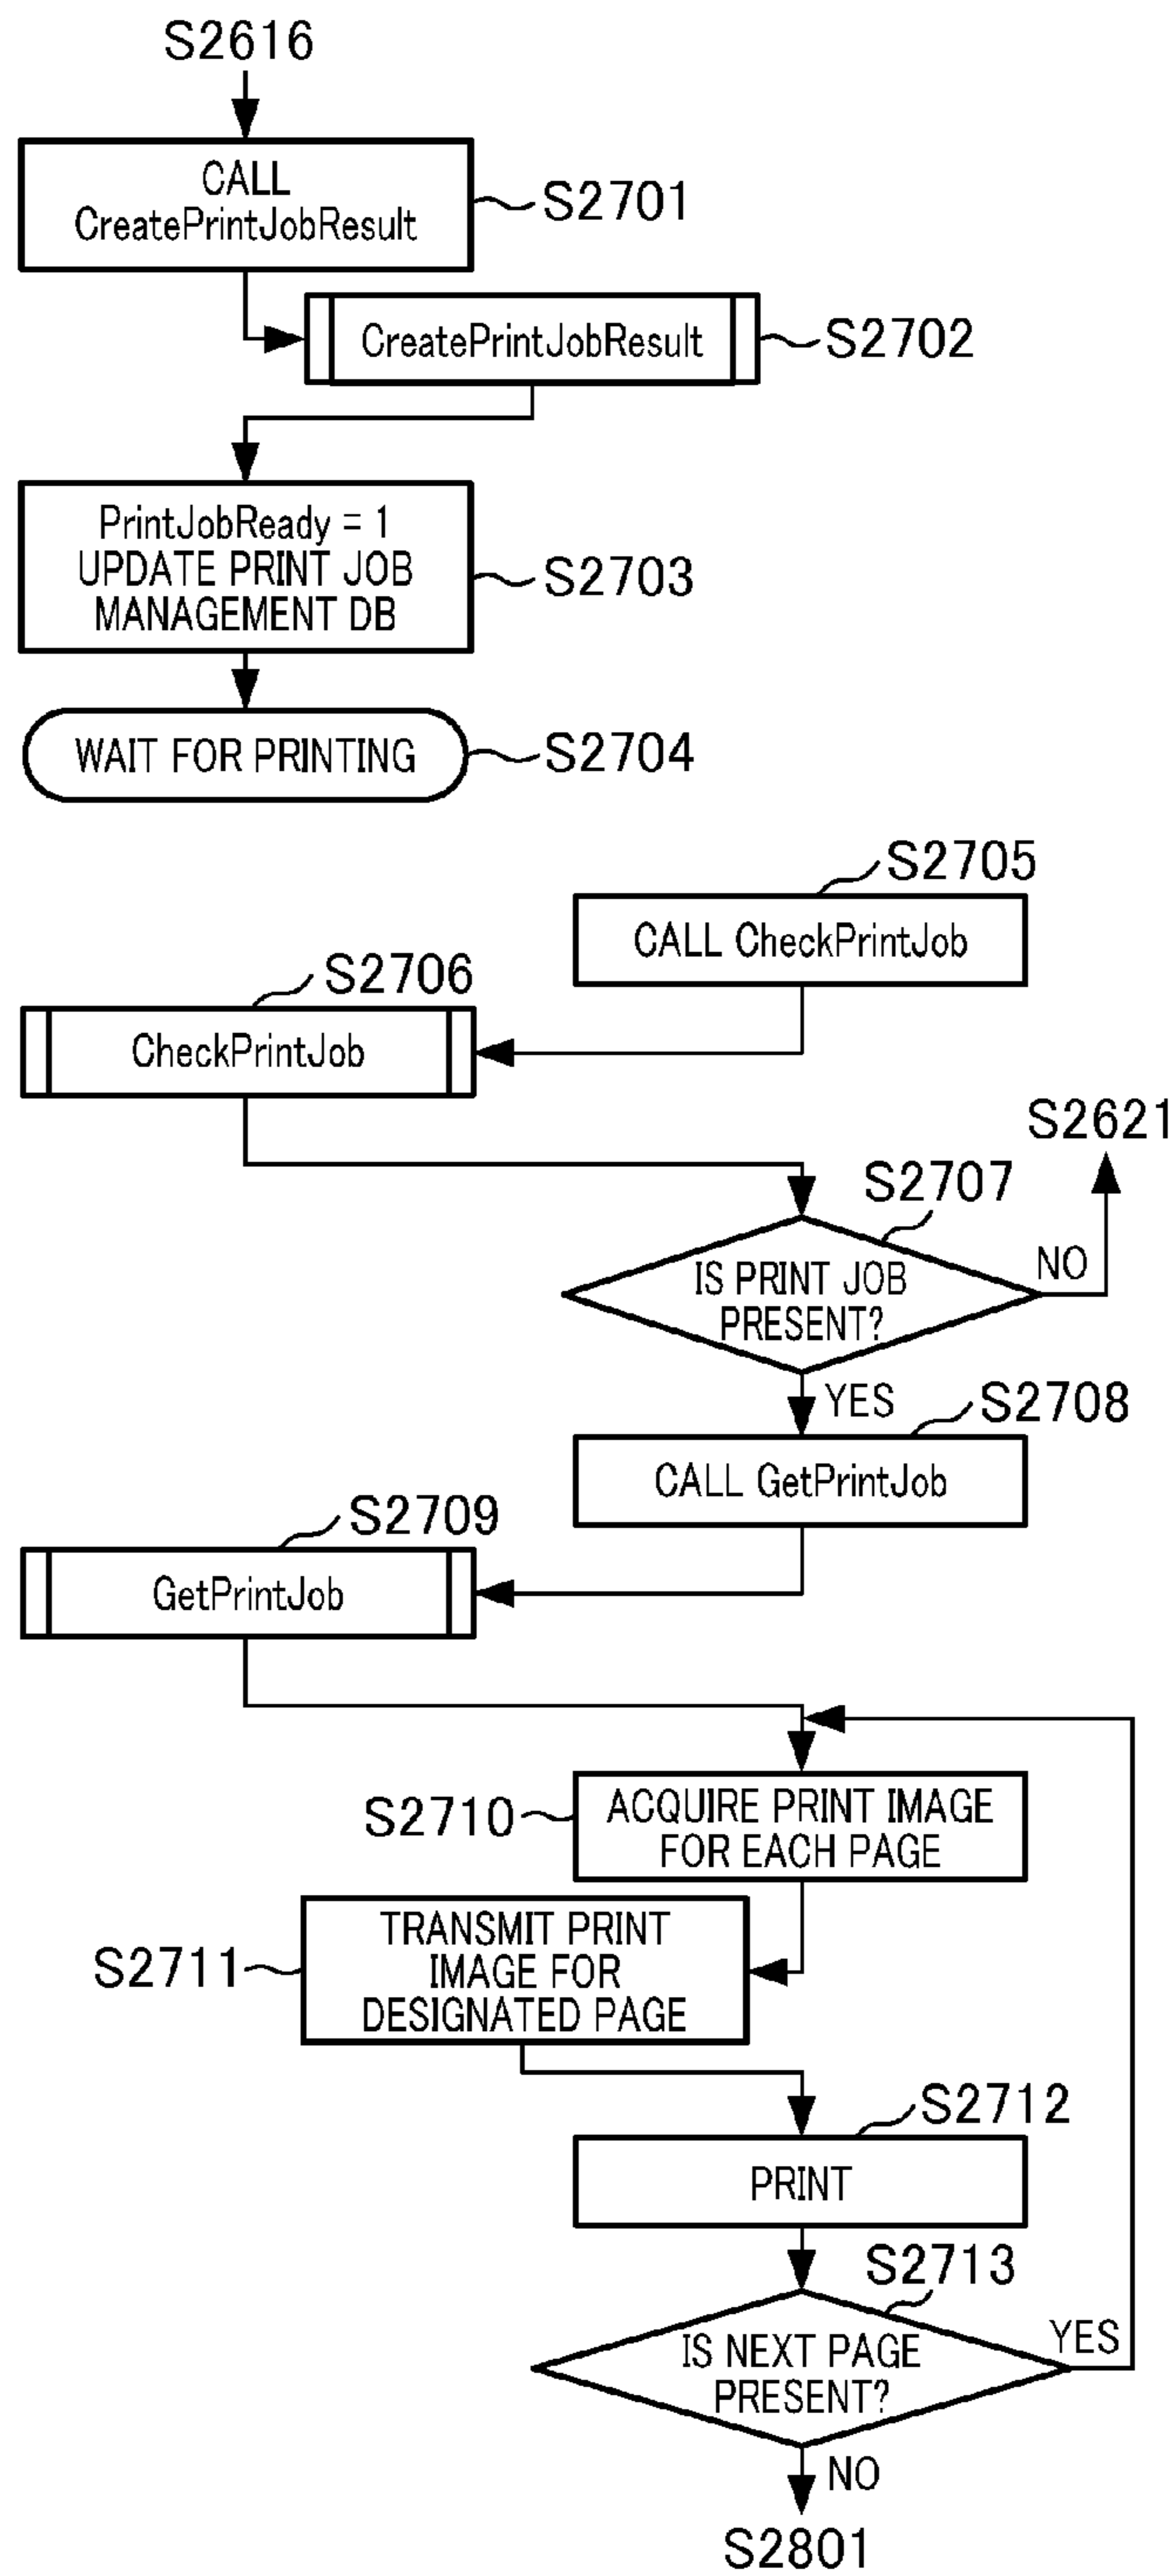 S2616
CALL
CreatePrintJobResult
S2701
CreatePrintJobResult
S2702
PrintJobReady = 1
UPDATE PRINT JOB
MANAGEMENT DB
S2703
WAIT FOR PRINTING
S2704
S2705
CALL CheckPrintJob
S2706
CheckPrintJob
S2621
S2707
IS PRINT JOB
PRESENT?
NO
YES
S2708
CALL GetPrintJob
S2709
GetPrintJob
S2710
ACQUIRE PRINT IMAGE
FOR EACH PAGE
S2711
TRANSMIT PRINT
IMAGE FOR
DESIGNATED PAGE
S2712
PRINT
S2713
IS NEXT PAGE
PRESENT?
YES
NO
S2801